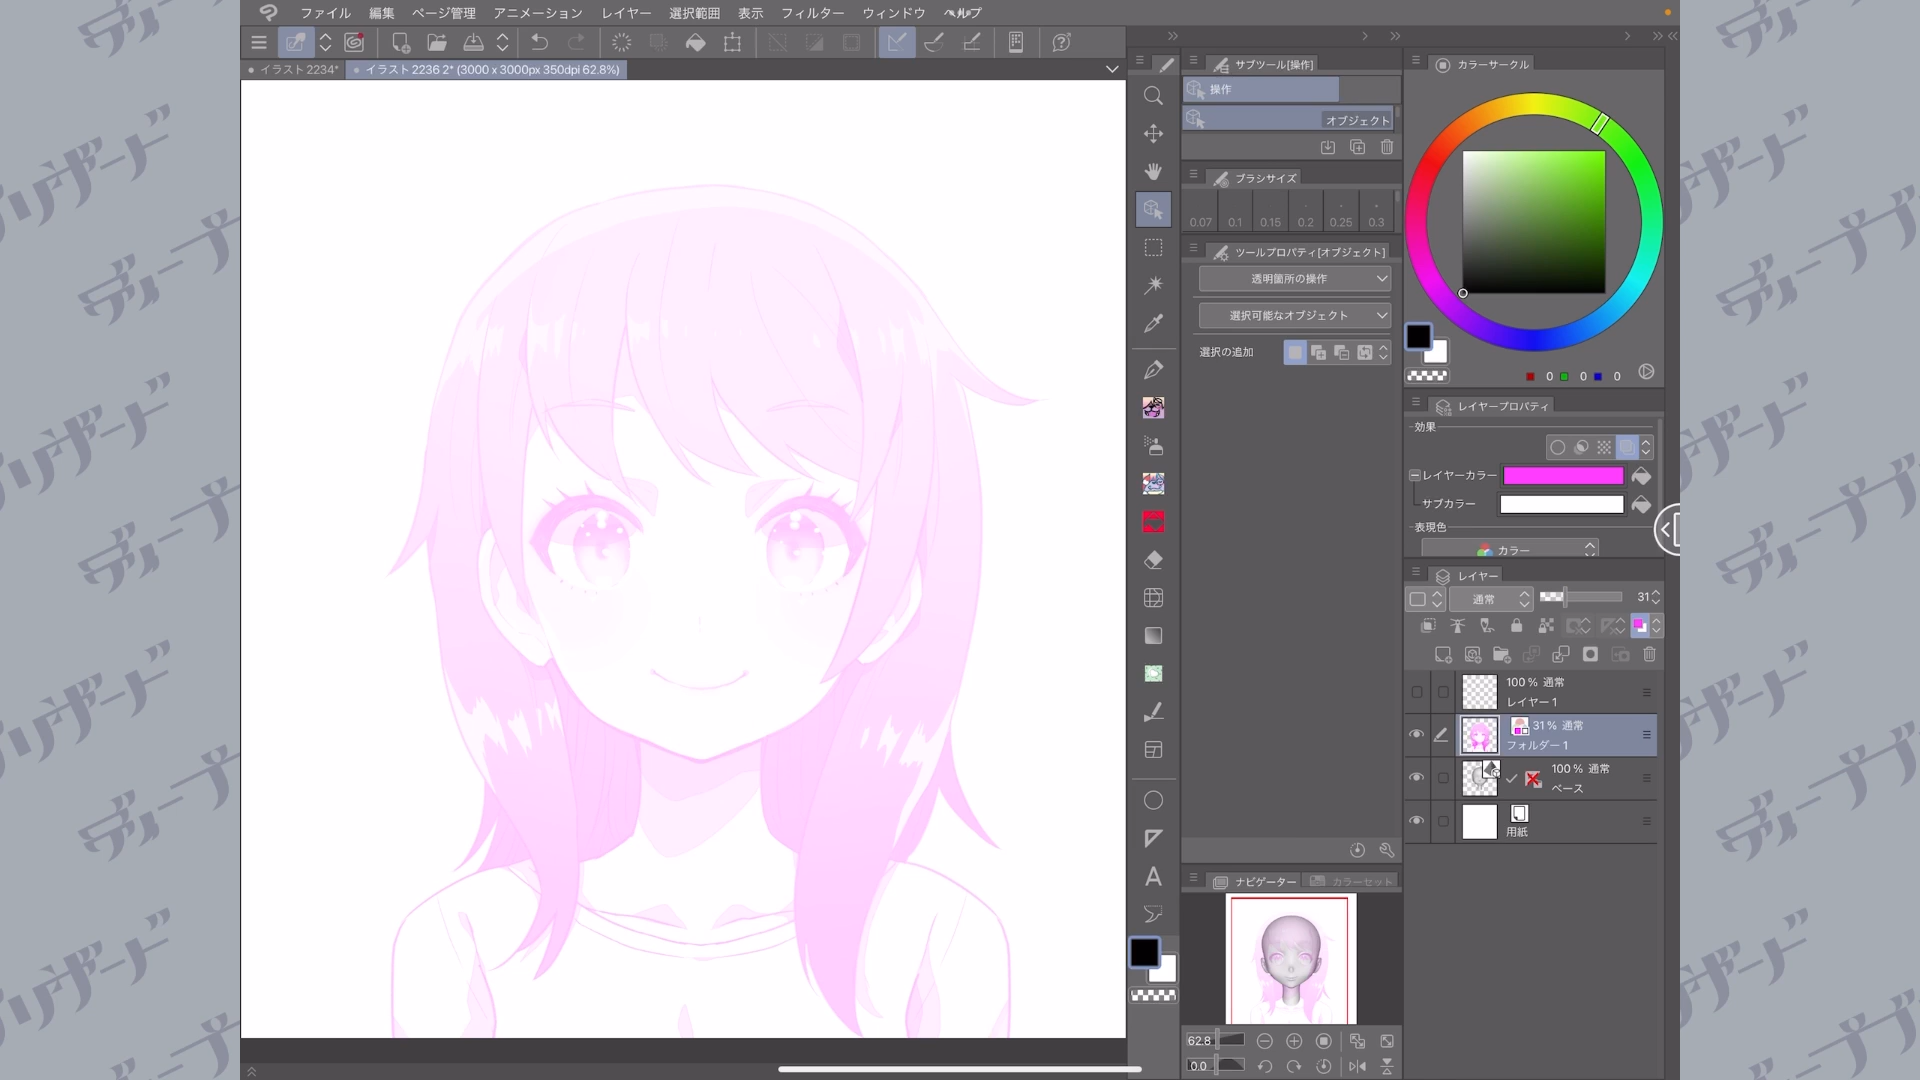 ファイル 編集 ページ管理 アニメーション レイヤー 選択範囲 表示 フィルター ウィンドウ ヘルプ
イラスト 2234* イラスト 2236 2* (3000 x 3000px 350dpi 62.8%)
サブツール[操作]
操作
オブジェクト
ブラシサイズ
0.07 0.1 0.15 0.2 0.25 0.3
ツールプロパティ[オブジェクト]
透明箇所の操作
選択可能なオブジェクト
選択の追加
ナビゲーター カラーセット
62.8
0.0
カラーサークル
0 0 0
レイヤープロパティ
効果
レイヤーカラー
サブカラー
表現色
カラー
レイヤー
通常 31
100 % 通常
レイヤー 1
31 % 通常
フォルダー 1
100 % 通常
ベース
用紙
A
ディープブリザード